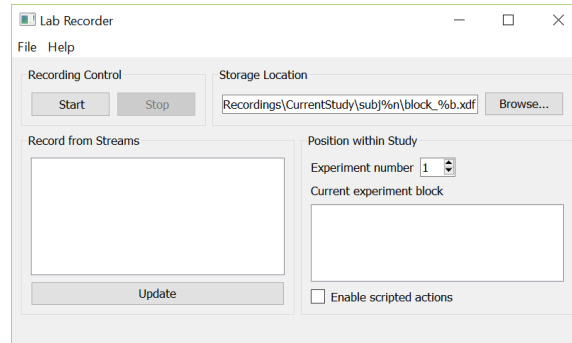 Lab Recorder
File Help
Recording Control
Start Stop
Storage Location
Recordings\CurrentStudy\subj%n\block_%b.xdf Browse...
Record from Streams
Update
Position within Study
Experiment number 1
Current experiment block
Enable scripted actions